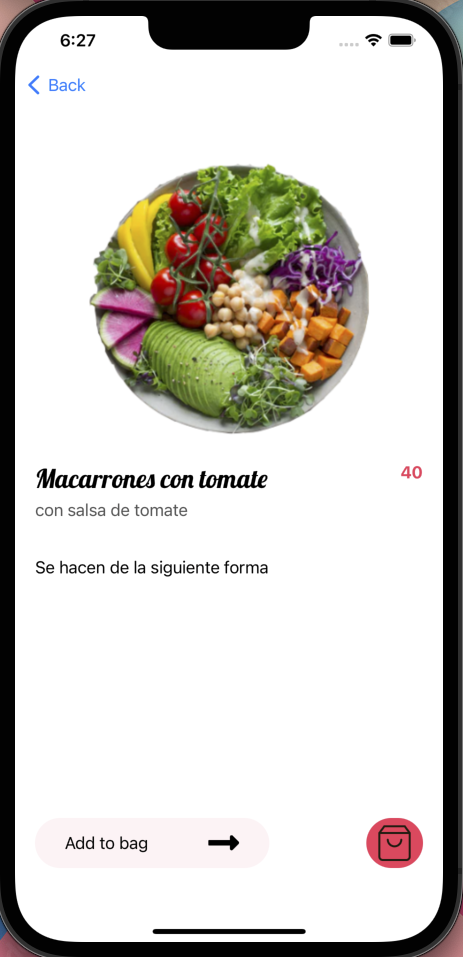 6:27
Back
Macarrones con tomate
40
con salsa de tomate
Se hacen de la siguiente forma
Add to bag